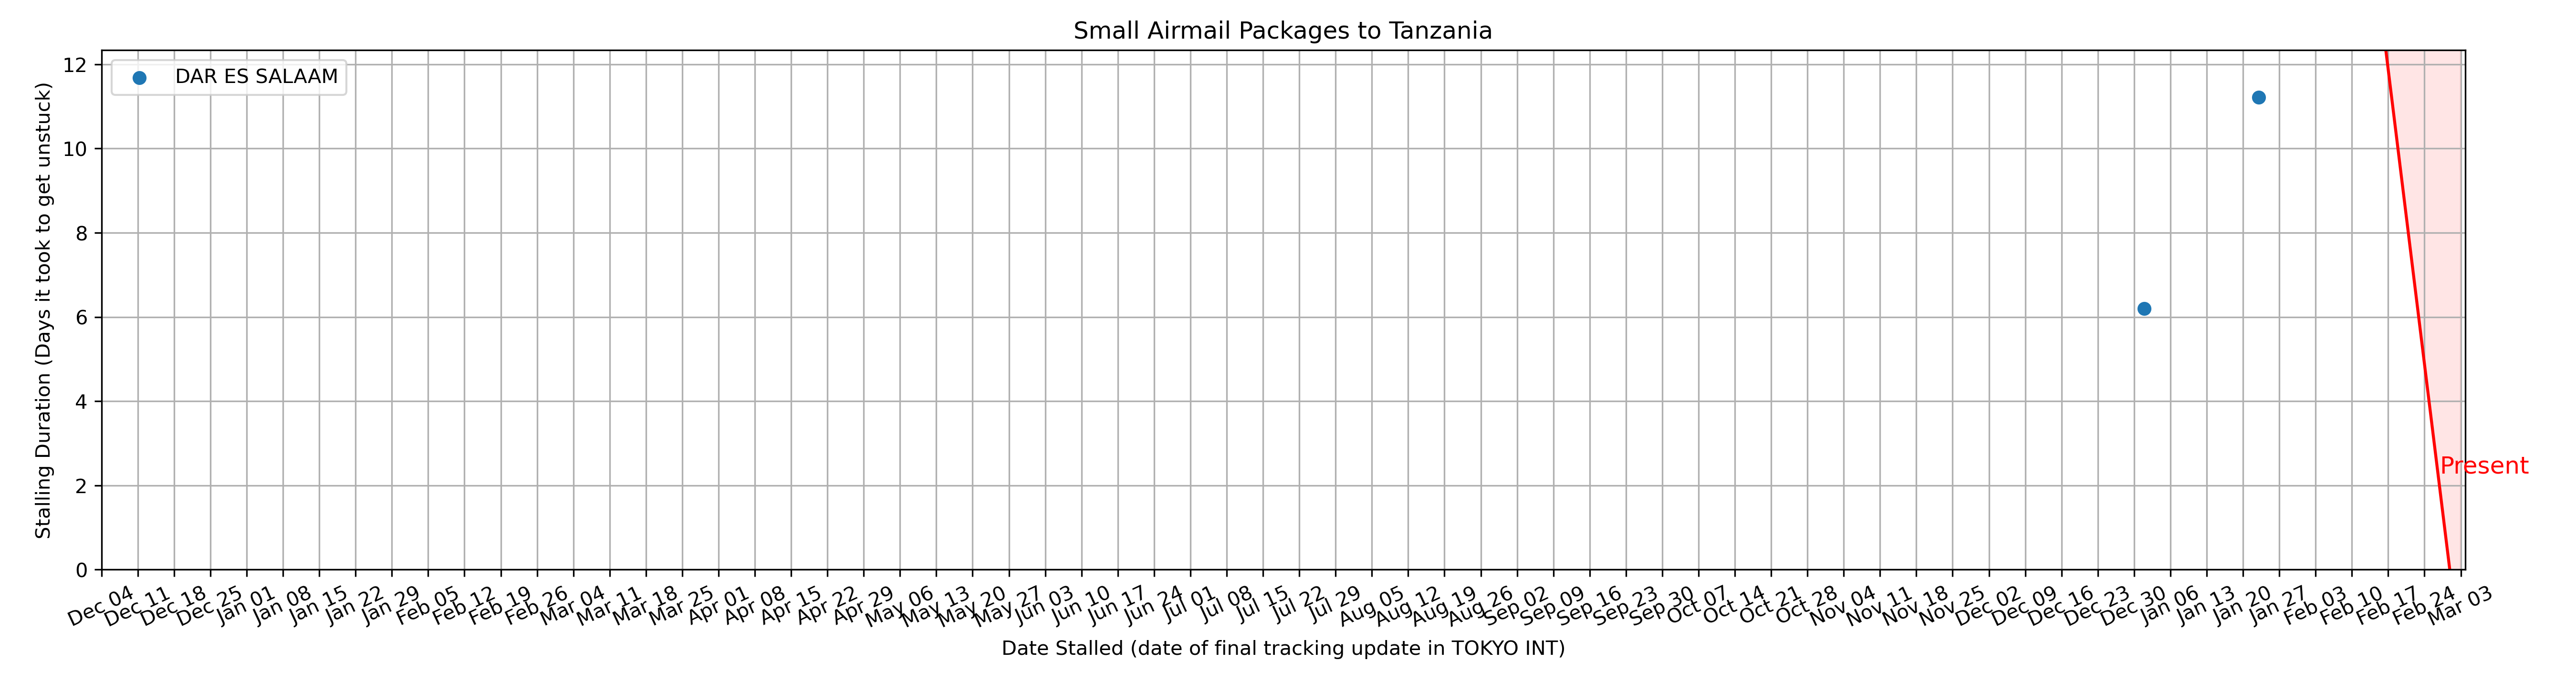 Small Airmail Packages to Tanzania
DAR ES SALAAM
Stalling Duration (Days it took to get unstuck)
12
10
8
6
4
2
0
Present
Dec 04 Dec 11 Dec 18 Dec 25 Jan 01 Jan 08 Jan 15 Jan 22 Jan 29 Feb 05 Feb 12 Feb 19 Feb 26 Mar 04 Mar 11 Mar 18 Mar 25 Apr 01 Apr 08 Apr 15 Apr 22 Apr 29 May 06 May 13 May 20 May 27 Jun 03 Jun 10 Jun 17 Jun 24 Jul 01 Jul 08 Jul 15 Jul 22 Jul 29 Aug 05 Aug 12 Aug 19 Aug 26 Sep 02 Sep 09 Sep 16 Sep 23 Sep 30 Oct 07 Oct 14 Oct 21 Oct 28 Nov 04 Nov 11 Nov 18 Nov 25 Dec 02 Dec 09 Dec 16 Dec 23 Dec 30 Jan 06 Jan 13 Jan 20 Jan 27 Feb 03 Feb 10 Feb 17 Feb 24 Mar 03
Date Stalled (date of final tracking update in TOKYO INT)